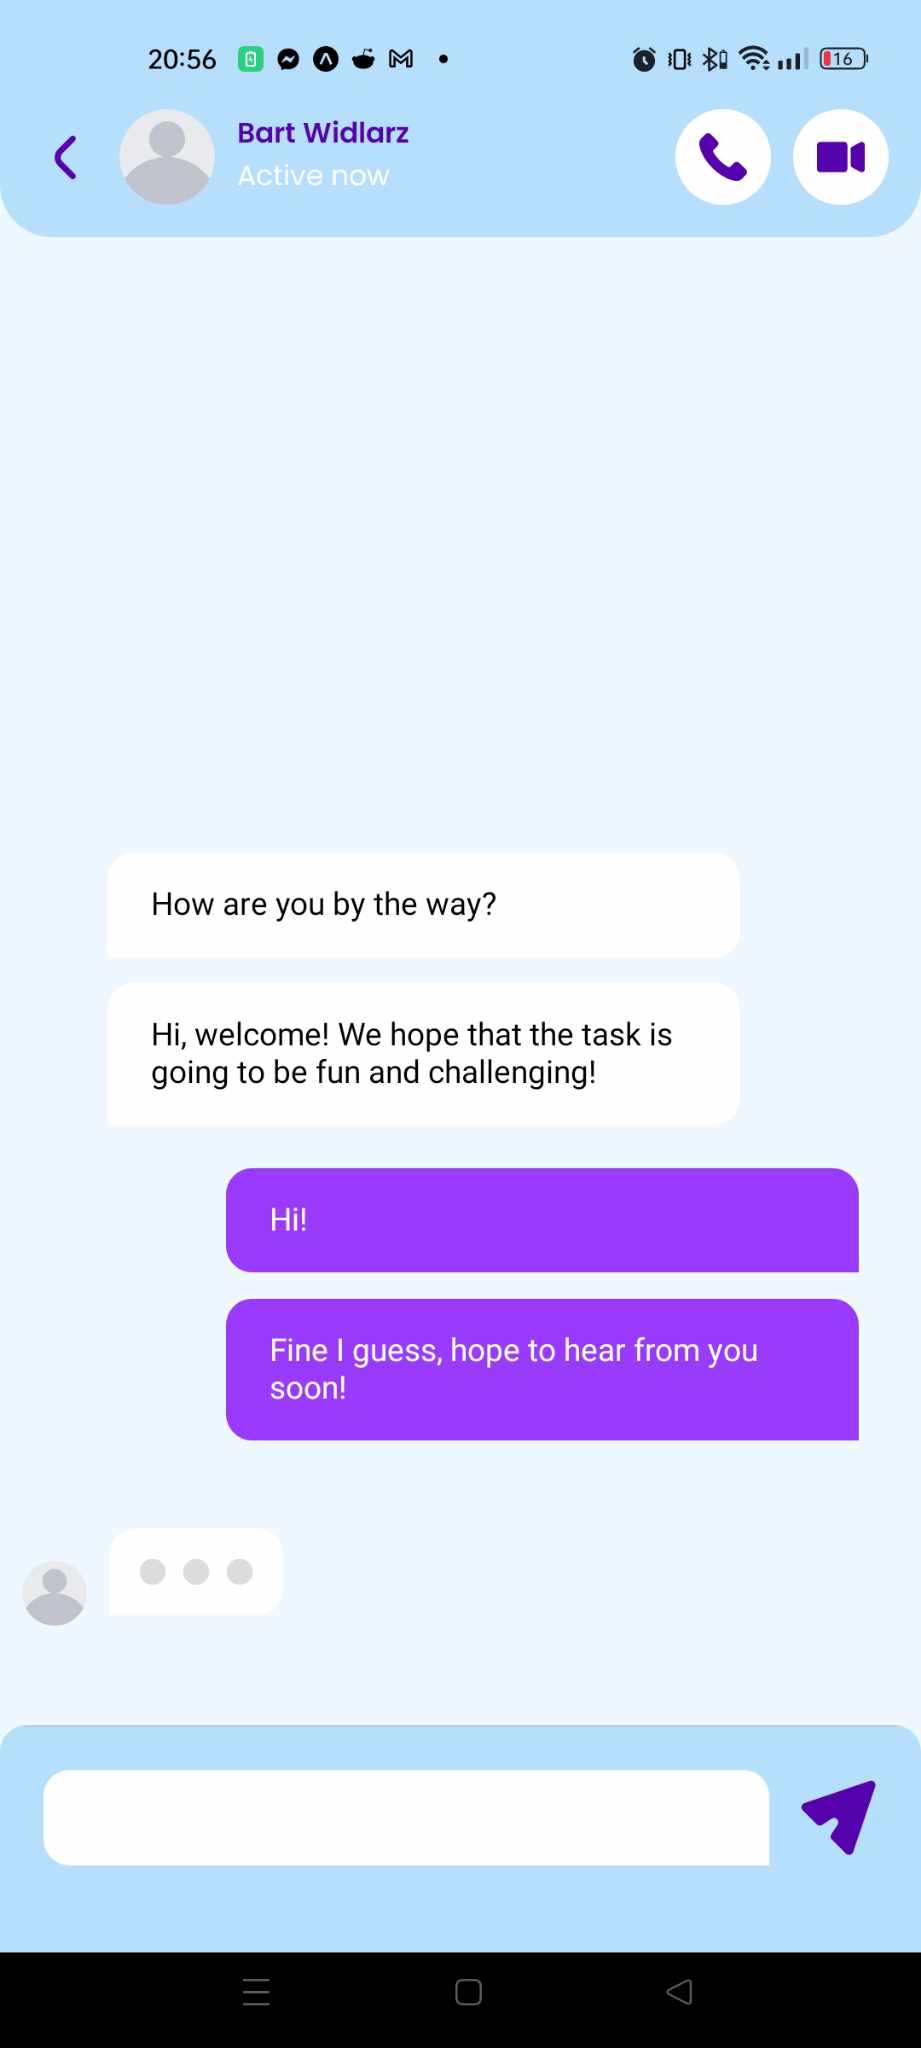 20:56
16
Bart Widlarz
Active now
How are you by the way?
Hi, welcome! We hope that the task is
going to be fun and challenging!
Hi!
Fine I guess, hope to hear from you
soon!